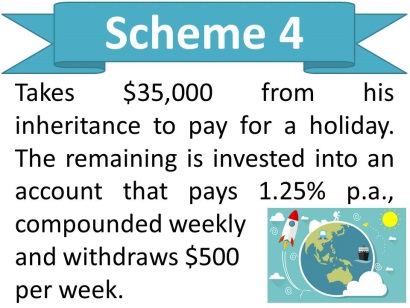 Scheme 4
Takes $35,000 from his
inheritance to pay for a holiday.
The remaining is invested into an
account that pays 1.25% p.a.,
compounded weekly
and withdraws $500
per week.